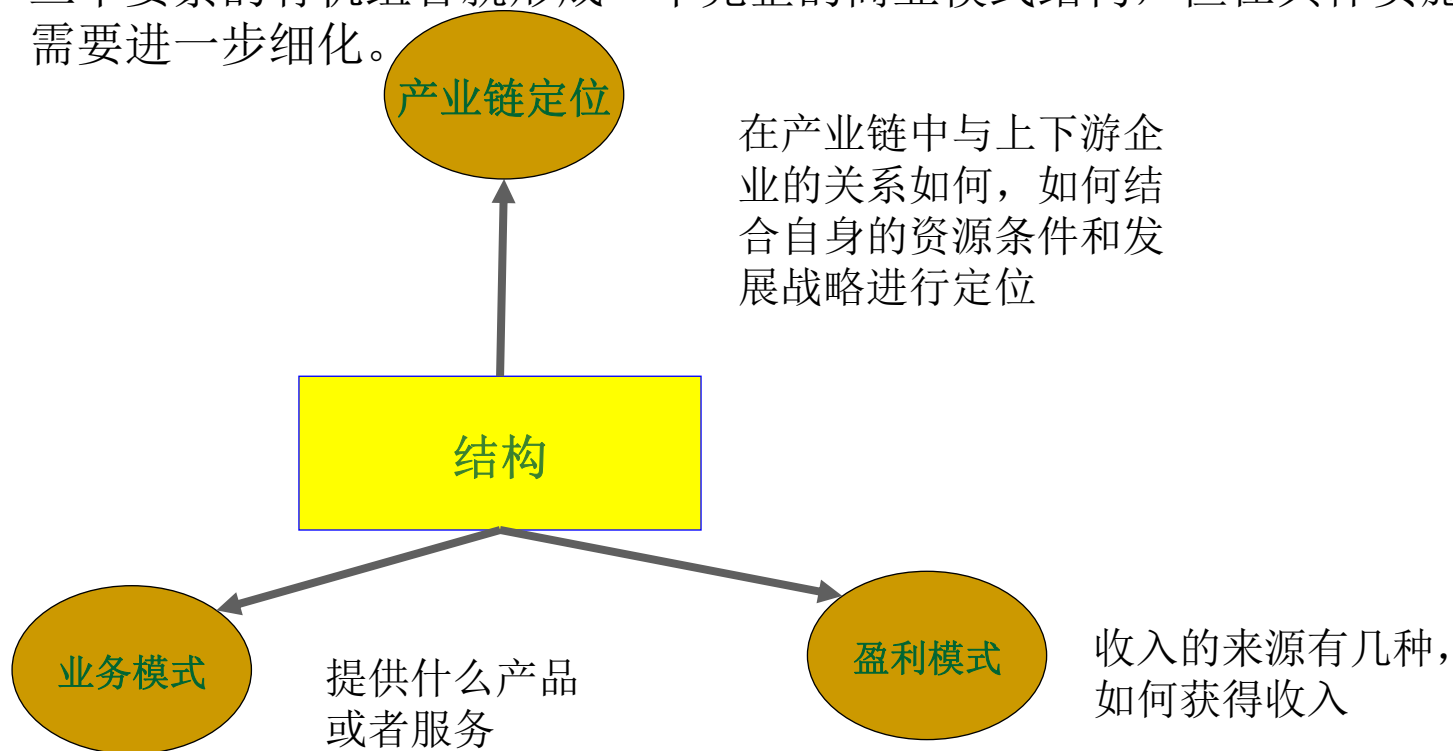 需要进一步细化。
产业链定位
在产业链中与上下游企
业的关系如何，如何结
合自身的资源条件和发
展战略进行定位
结构
业务模式
提供什么产品
或者服务
盈利模式
收入的来源有几种，
如何获得收入